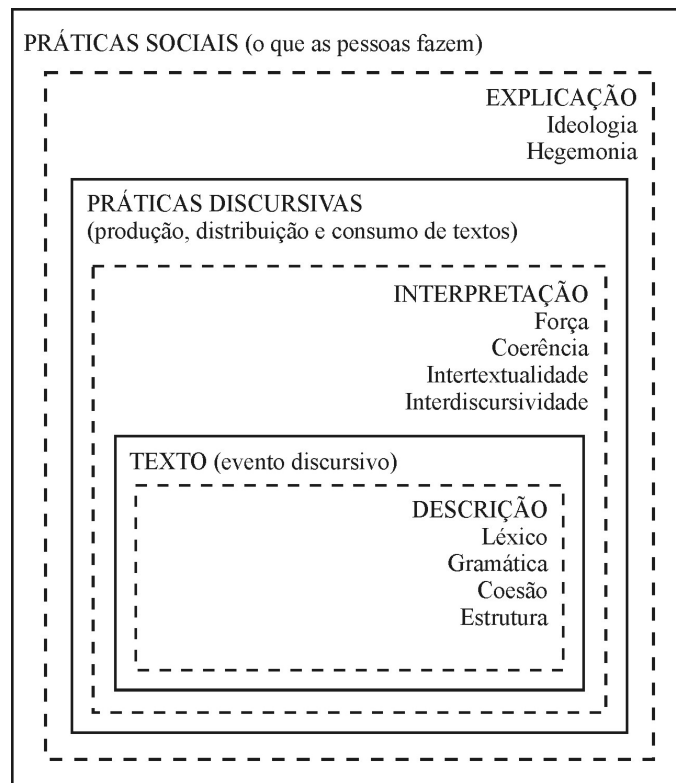 PRÁTICAS SOCIAIS (o que as pessoas fazem)
EXPLICAÇÃO
Ideologia
Hegemonia
PRÁTICAS DISCURSIVAS
(produção, distribuição e consumo de textos)
INTERPRETAÇÃO
Força
Coerência
Intertextualidade
Interdiscursividade
TEXTO (evento discursivo)
DESCRIÇÃO
Léxico
Gramática
Coesão
Estrutura